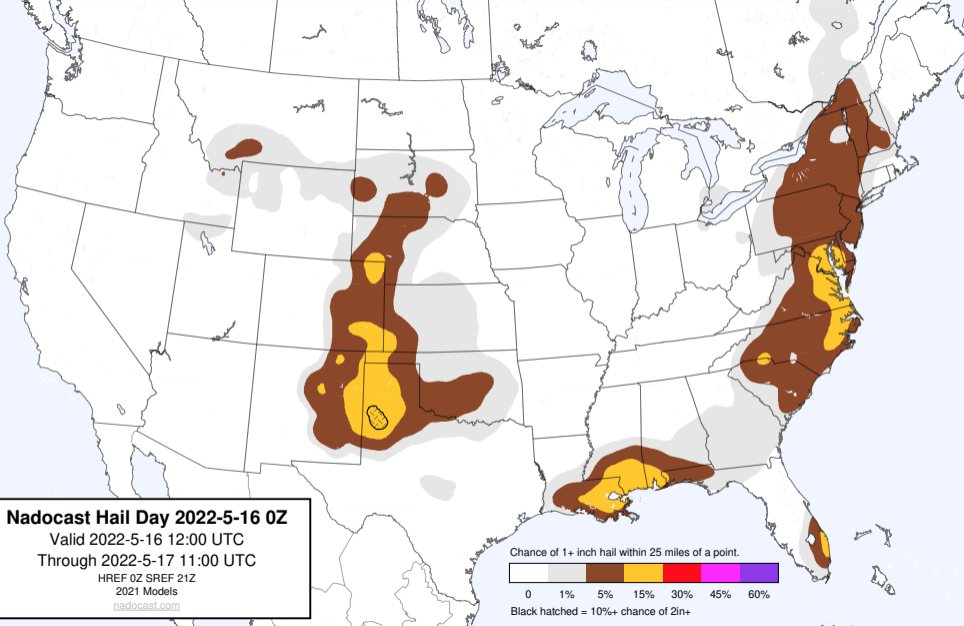 Nadocast Hail Day 2022-5-16 0Z
Valid 2022-5-16 12:00 UTC
Through 2022-5-17 11:00 UTC
HREF 0Z SREF 21Z
2021 Models
nadocast.com
Chance of 1+ inch hail within 25 miles of a point.
0 1% 5% 15% 30% 45% 60%
Black hatched = 10%+ chance of 2in+